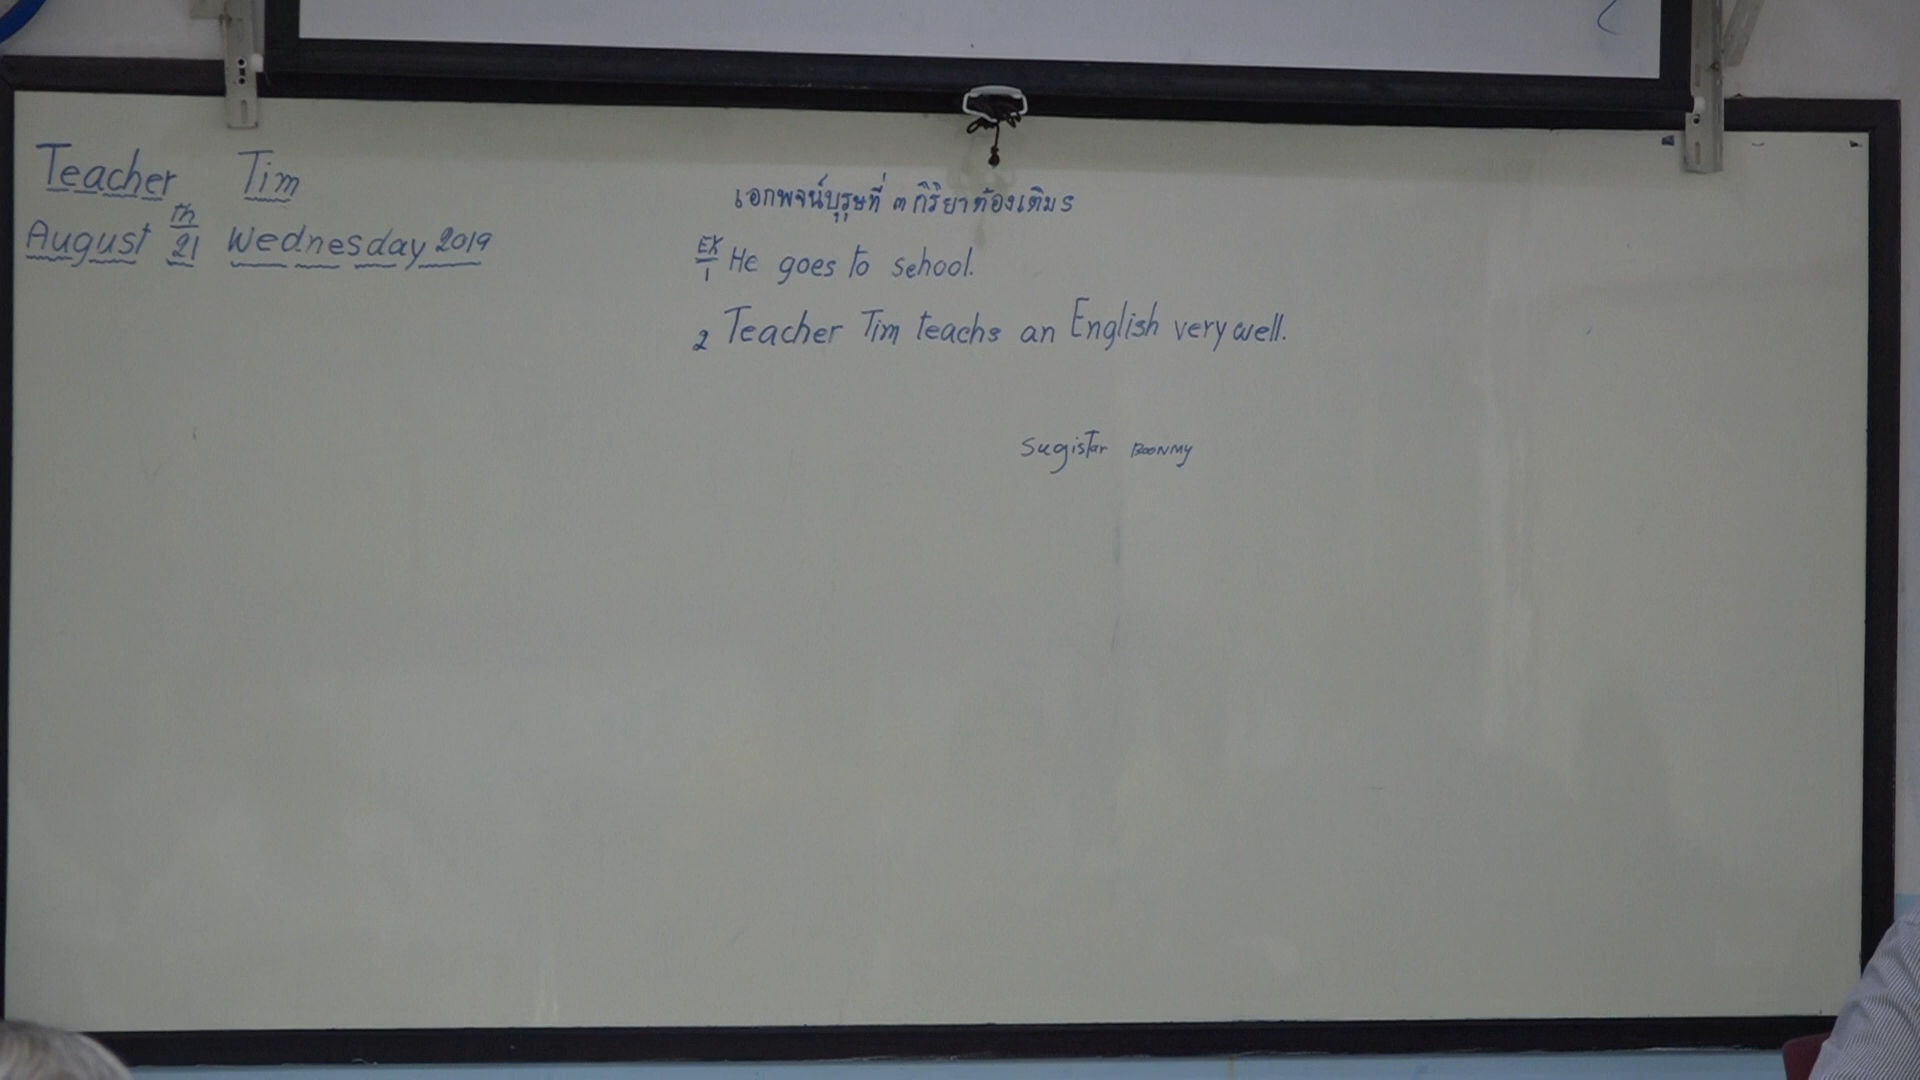 Teacher Tim
August 21th Wednesday 2019
เอกพจน์บุรุษที่ ๓ กิริยาต้องเติม s
EX
1 He goes to school.
2 Teacher Tim teachs an English very well.
Sugistar BOONMY